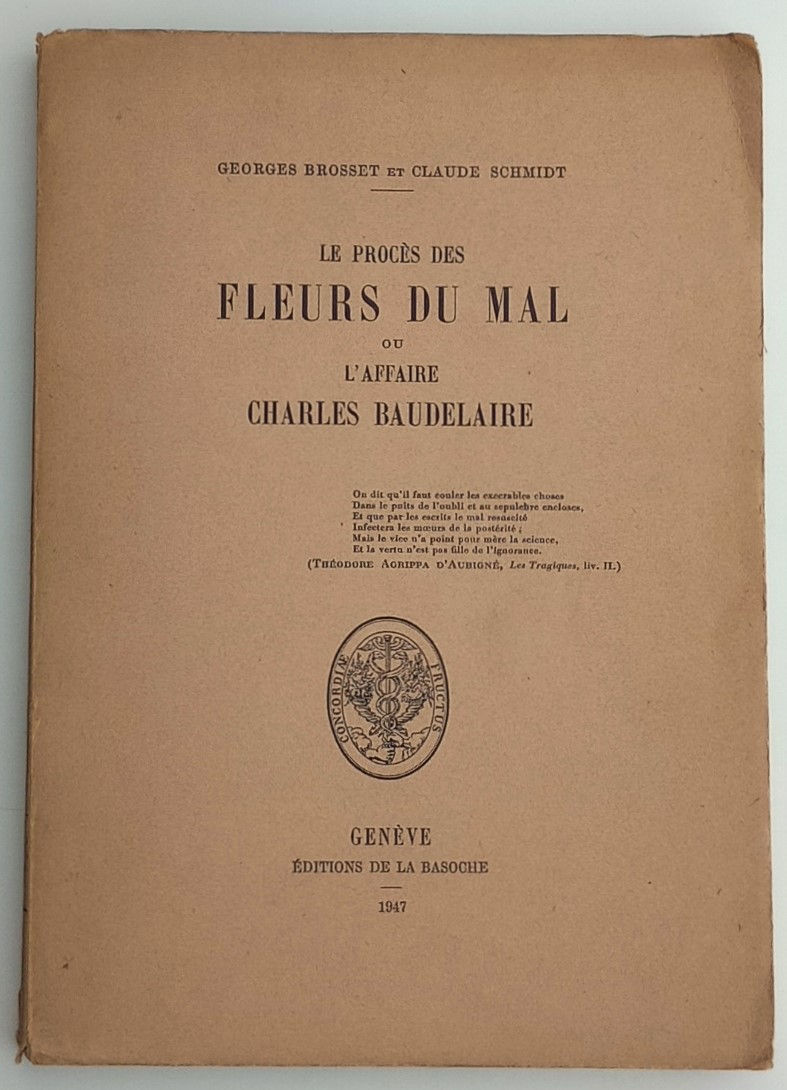 GEORGES BROSSET ET CLAUDE SCHMIDT
LE PROCÈS DES
FLEURS DU MAL
OU
L'AFFAIRE
CHARLES BAUDELAIRE
On dit qu'il faut couler les execrables choses
Dans le puits de l'oubli et au sepulchre encloses,
Et que par les escrits le mal resuscité
Infectera les mœurs de la postérité ;
Mais le vice n'a point pour mère la science,
Et la vertu n'est pas fille de l'ignorance.
(THÉODORE AGRIPPA D'AUBIGNÉ, Les Tragiques, liv. II.)
CONCORDIÆ FRUCTUS
GENÈVE
ÉDITIONS DE LA BASOCHE
1947